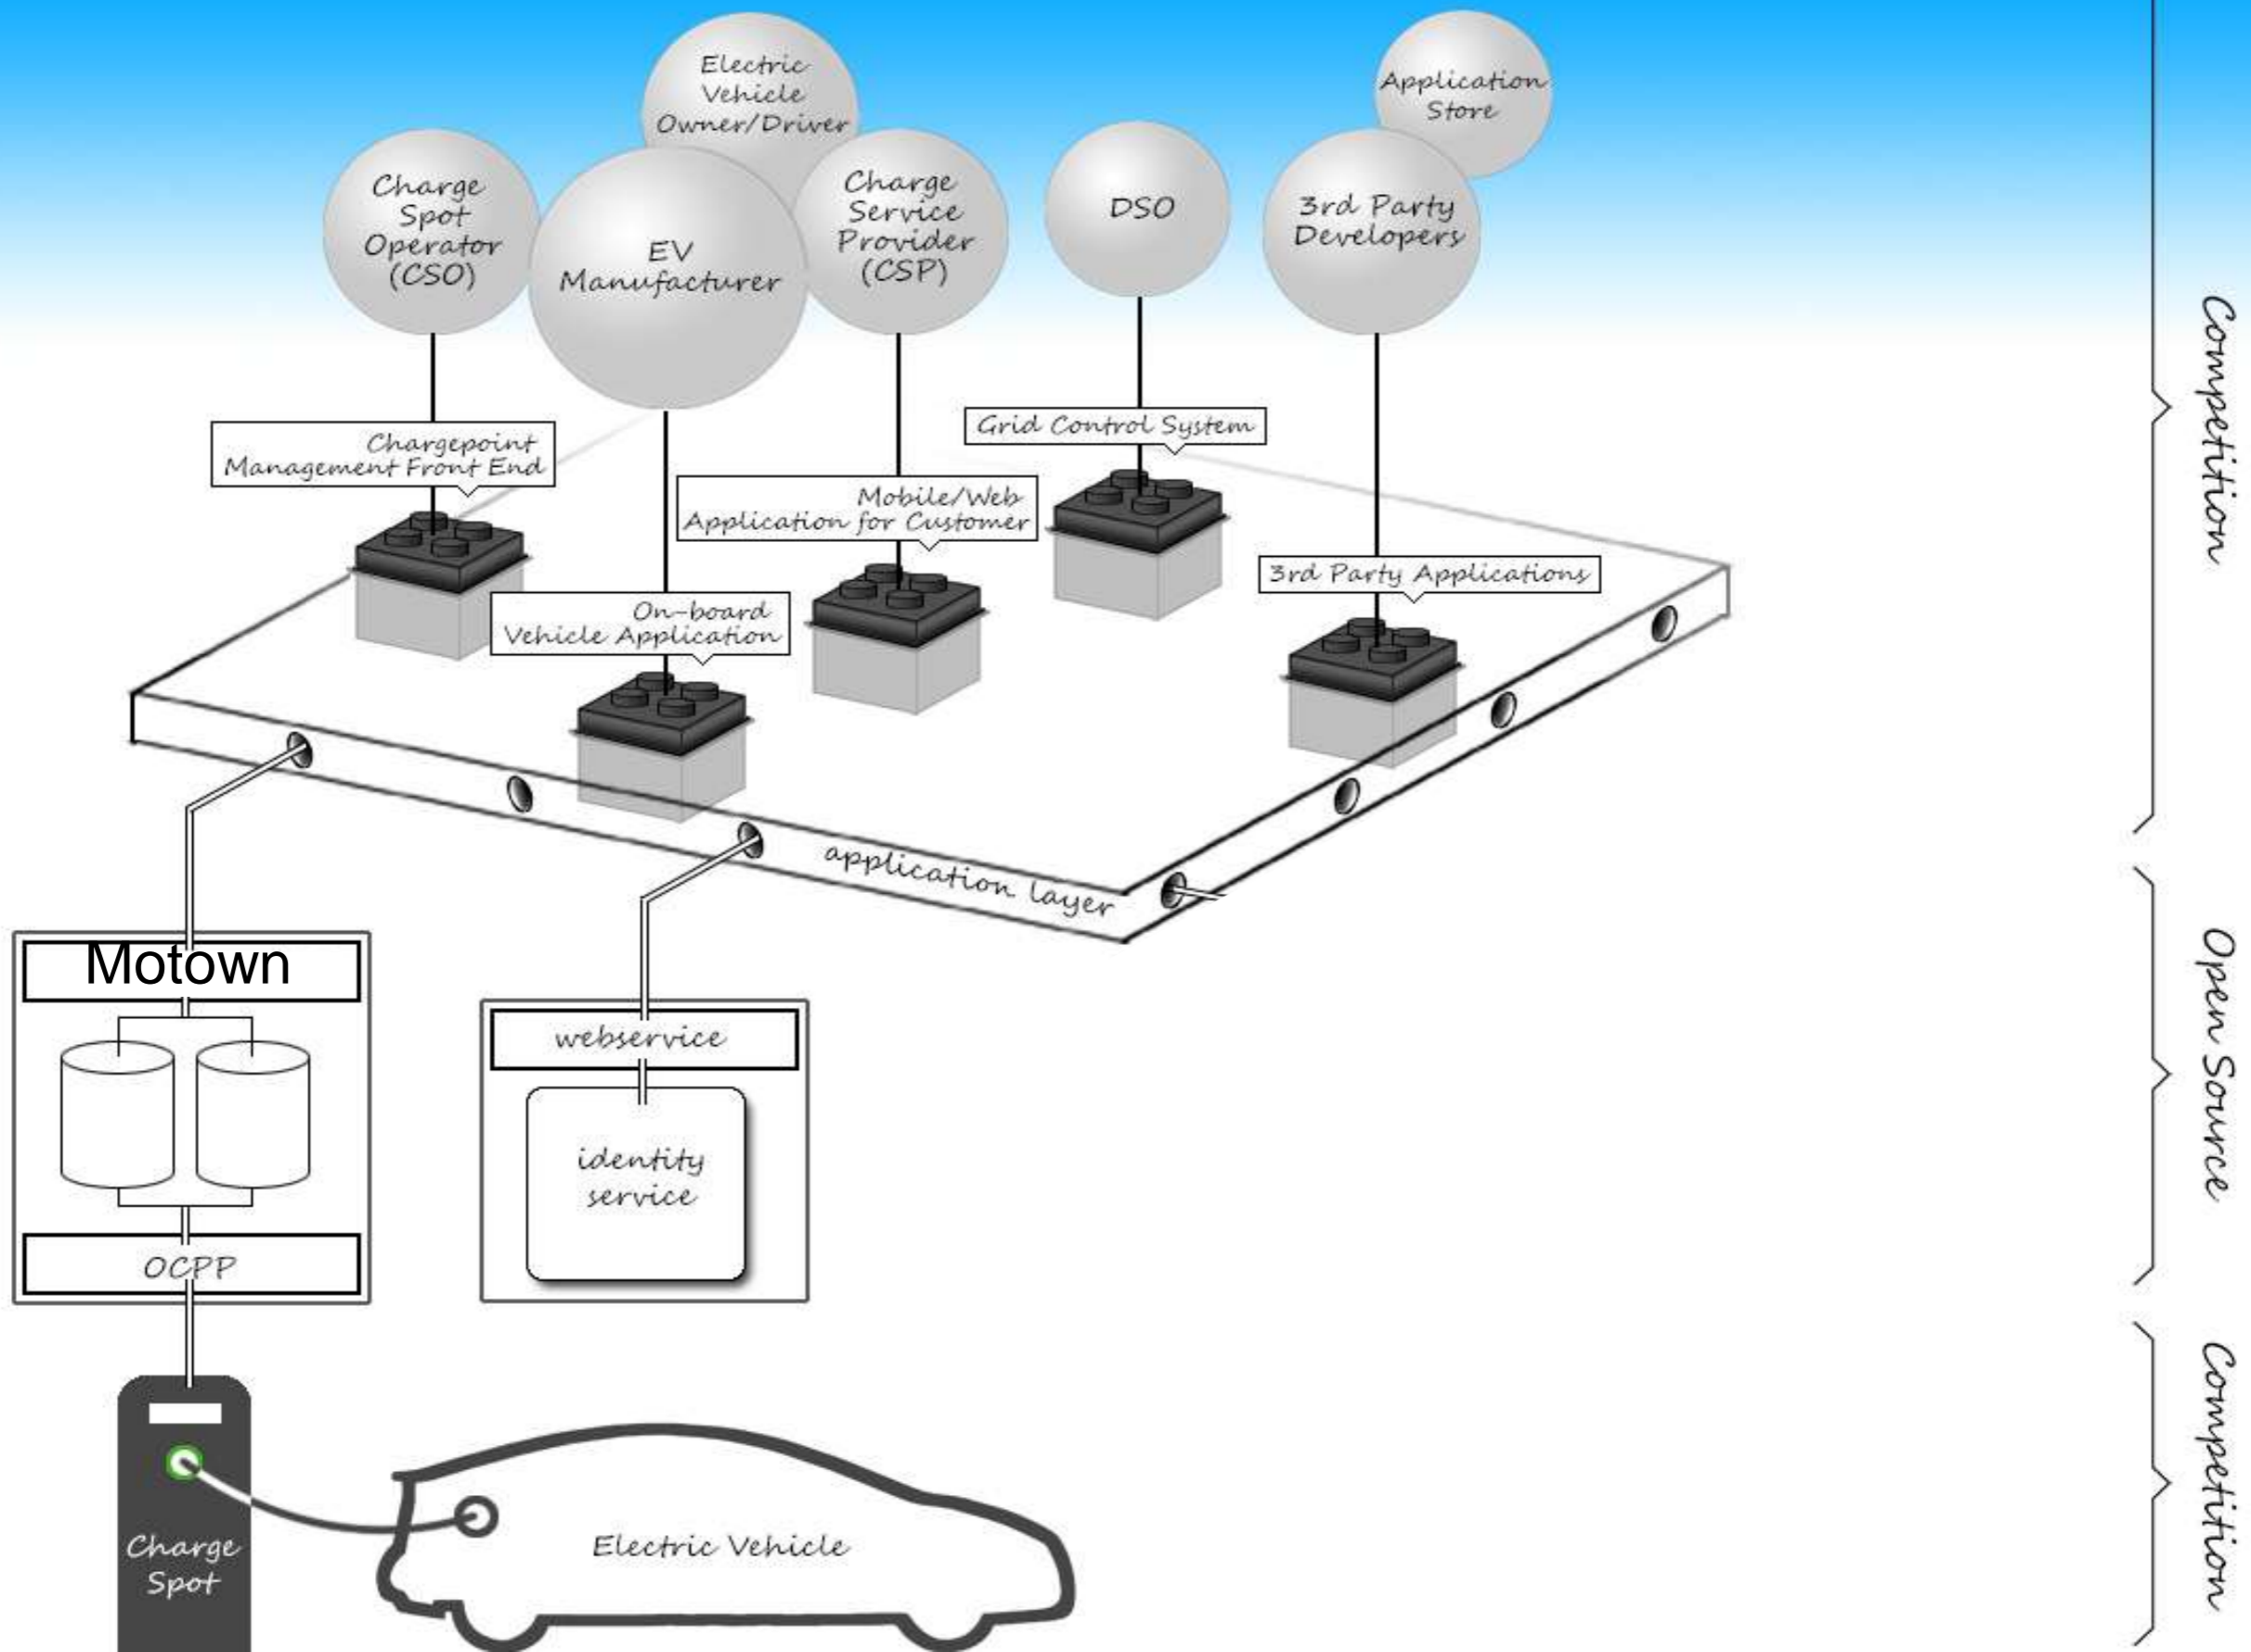 Electric
Vehicle
Owner/Driver
Application
Store
Charge
Spot
Operator
(CSO)
EV
Manufacturer
Charge
Service
Provider
(CSP)
DSO
3rd Party
Developers
Competition
Chargepoint
Management Front End
Grid Control System
Mobile/Web
Application for Customer
3rd Party Applications
On-board
Vehicle Application
application layer
Motown
OCPP
webservice
identity
service
Open Source
Charge
Spot
Electric Vehicle
Competition